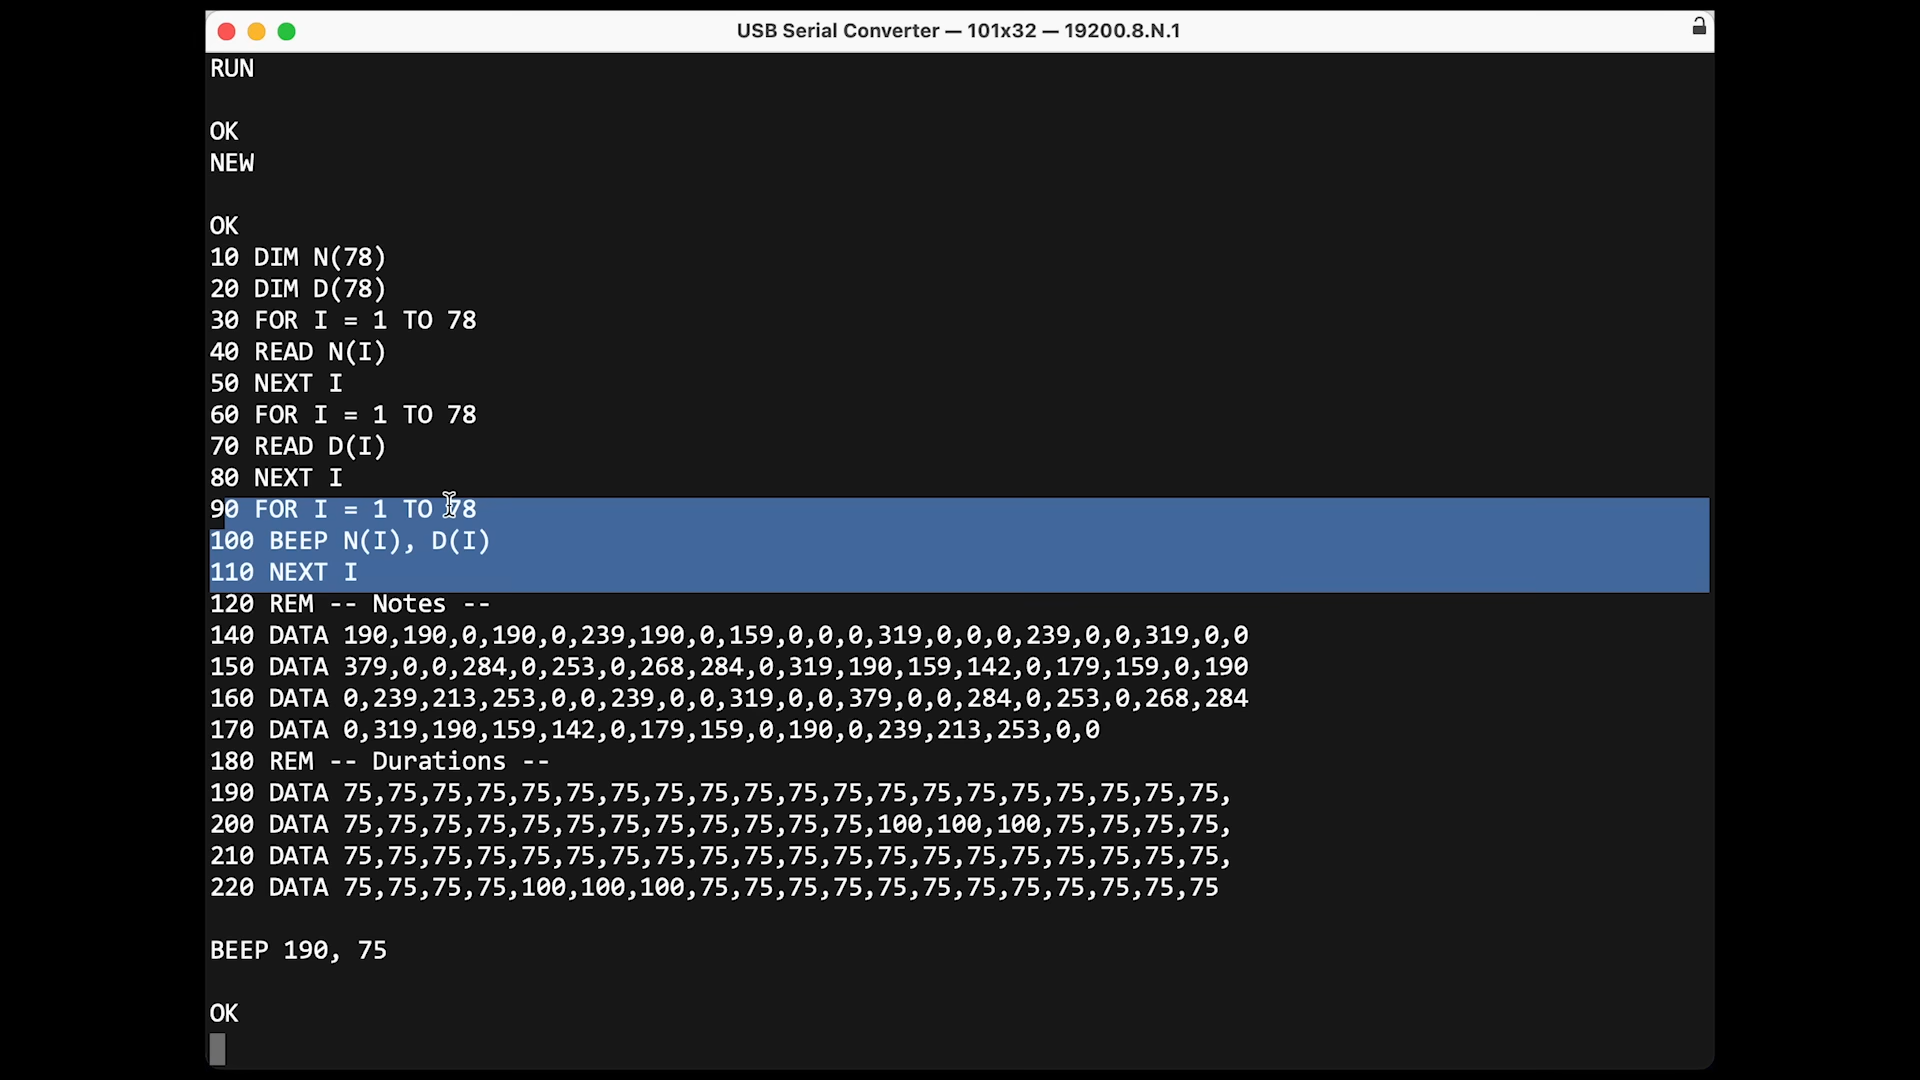 USB Serial Converter — 101x32 — 19200.8.N.1
RUN
OK
NEW
OK
10 DIM N(78)
20 DIM D(78)
30 FOR I = 1 TO 78
40 READ N(I)
50 NEXT I
60 FOR I = 1 TO 78
70 READ D(I)
80 NEXT I
90 FOR I = 1 TO 78
100 BEEP N(I), D(I)
110 NEXT I
120 REM -- Notes --
140 DATA 190,190,0,190,0,239,190,0,159,0,0,0,319,0,0,0,239,0,0,319,0,0
150 DATA 379,0,0,284,0,253,0,268,284,0,319,190,159,142,0,179,159,0,190
160 DATA 0,239,213,253,0,0,239,0,0,319,0,0,379,0,0,284,0,253,0,268,284
170 DATA 0,319,190,159,142,0,179,159,0,190,0,239,213,253,0,0
180 REM -- Durations --
190 DATA 75,75,75,75,75,75,75,75,75,75,75,75,75,75,75,75,75,75,75,75,
200 DATA 75,75,75,75,75,75,75,75,75,75,75,75,100,100,100,75,75,75,75,
210 DATA 75,75,75,75,75,75,75,75,75,75,75,75,75,75,75,75,75,75,75,75,
220 DATA 75,75,75,75,100,100,100,75,75,75,75,75,75,75,75,75,75,75,75
BEEP 190, 75
OK